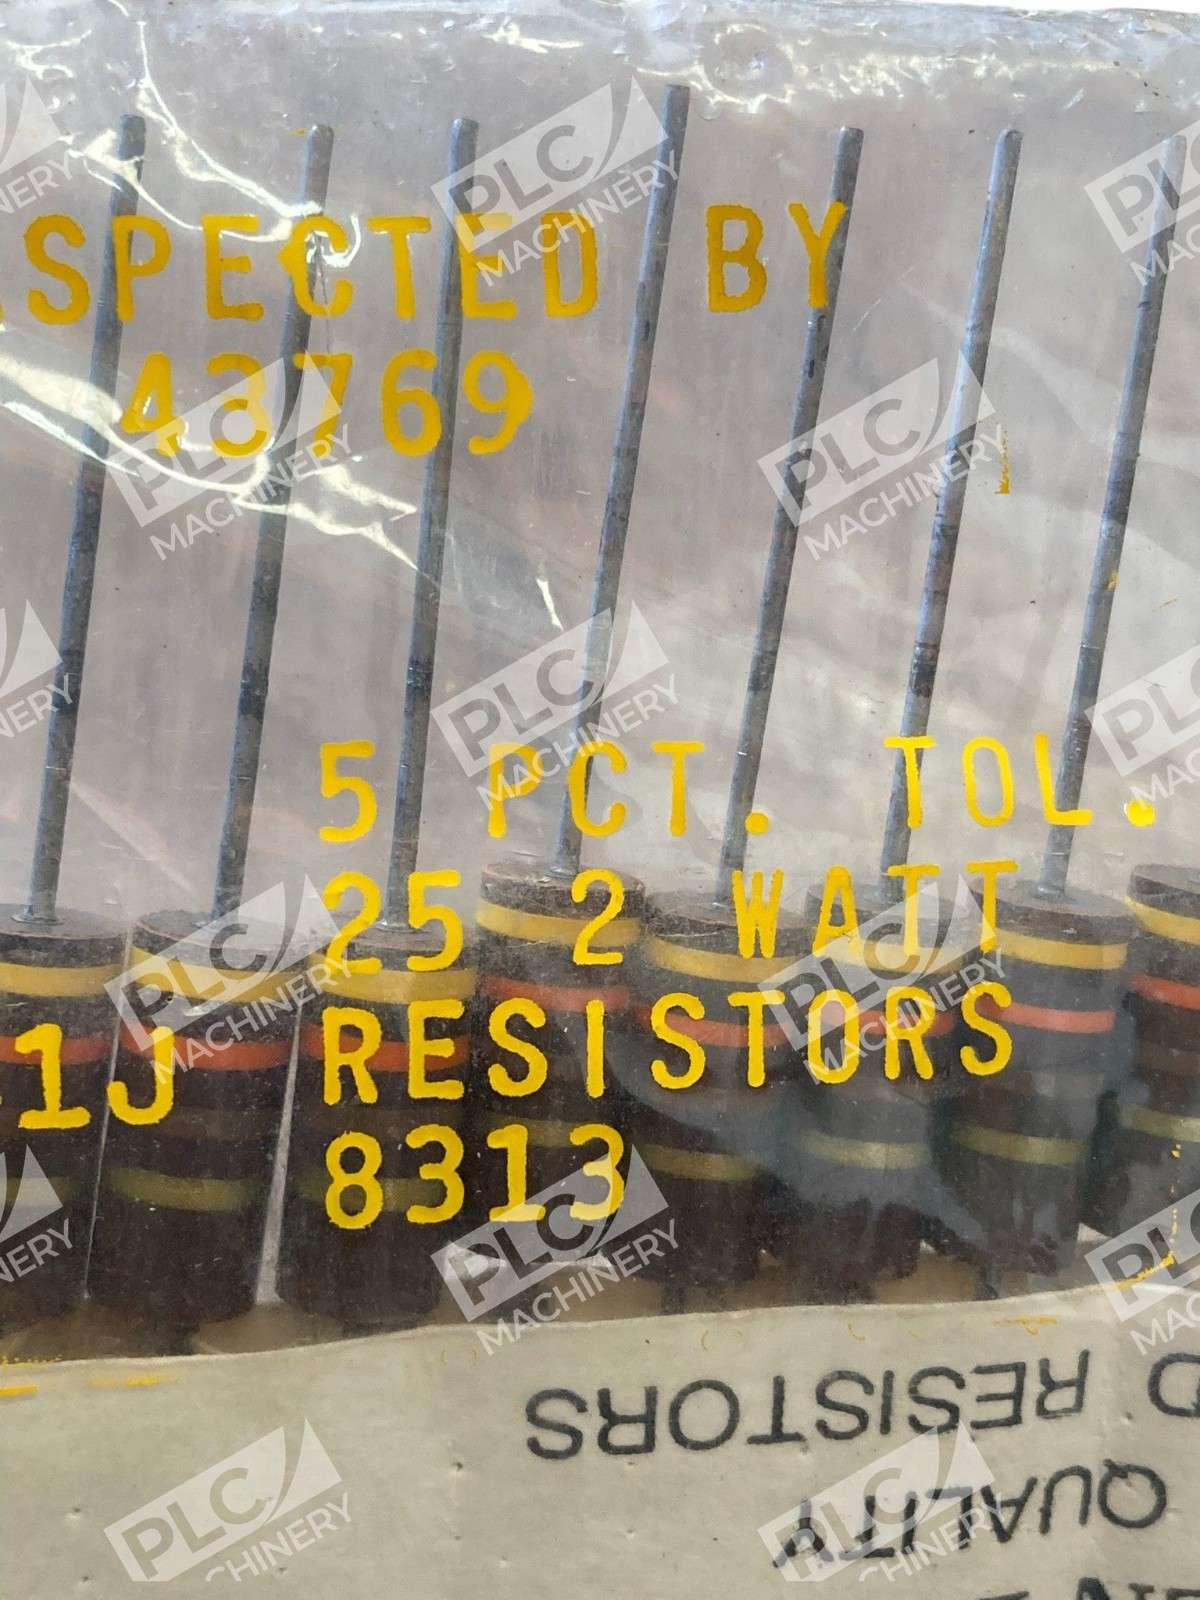 SPECTED BY
43769
5 PCT. TOL.
25 2 WATT
1J RESISTORS
8313
D RESISTORS
QUALITY
PLC MACHINERY